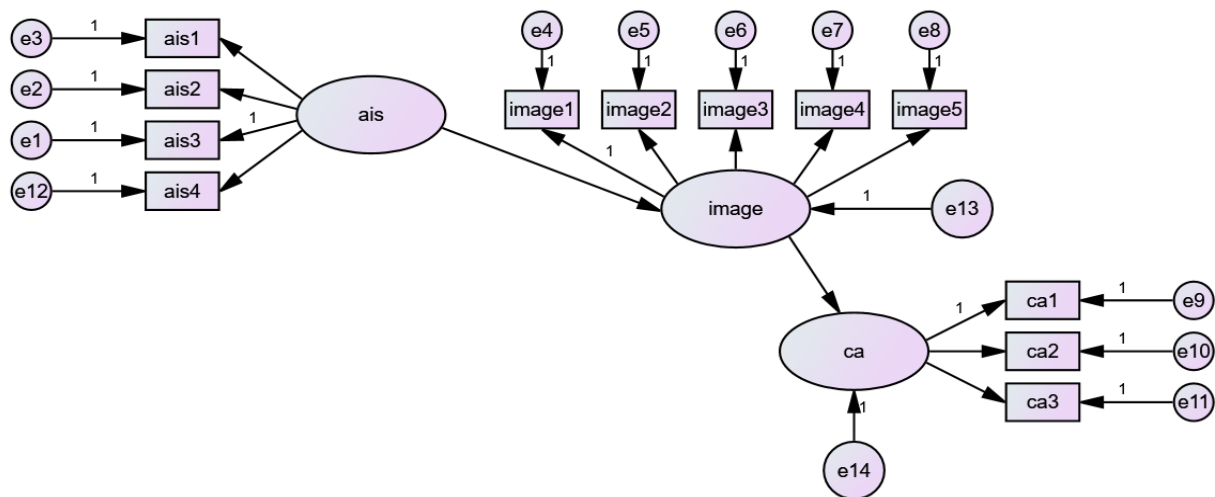 e3
1
ais1
e2
1
ais2
e1
1
ais3
e12
1
ais4
ais
1
e4
1
e5
1
e6
1
e7
1
e8
1
image1
image2
image3
image4
image5
1
image
1
e13
ca
1
ca1
1
e9
ca2
1
e10
ca3
1
e11
1
e14